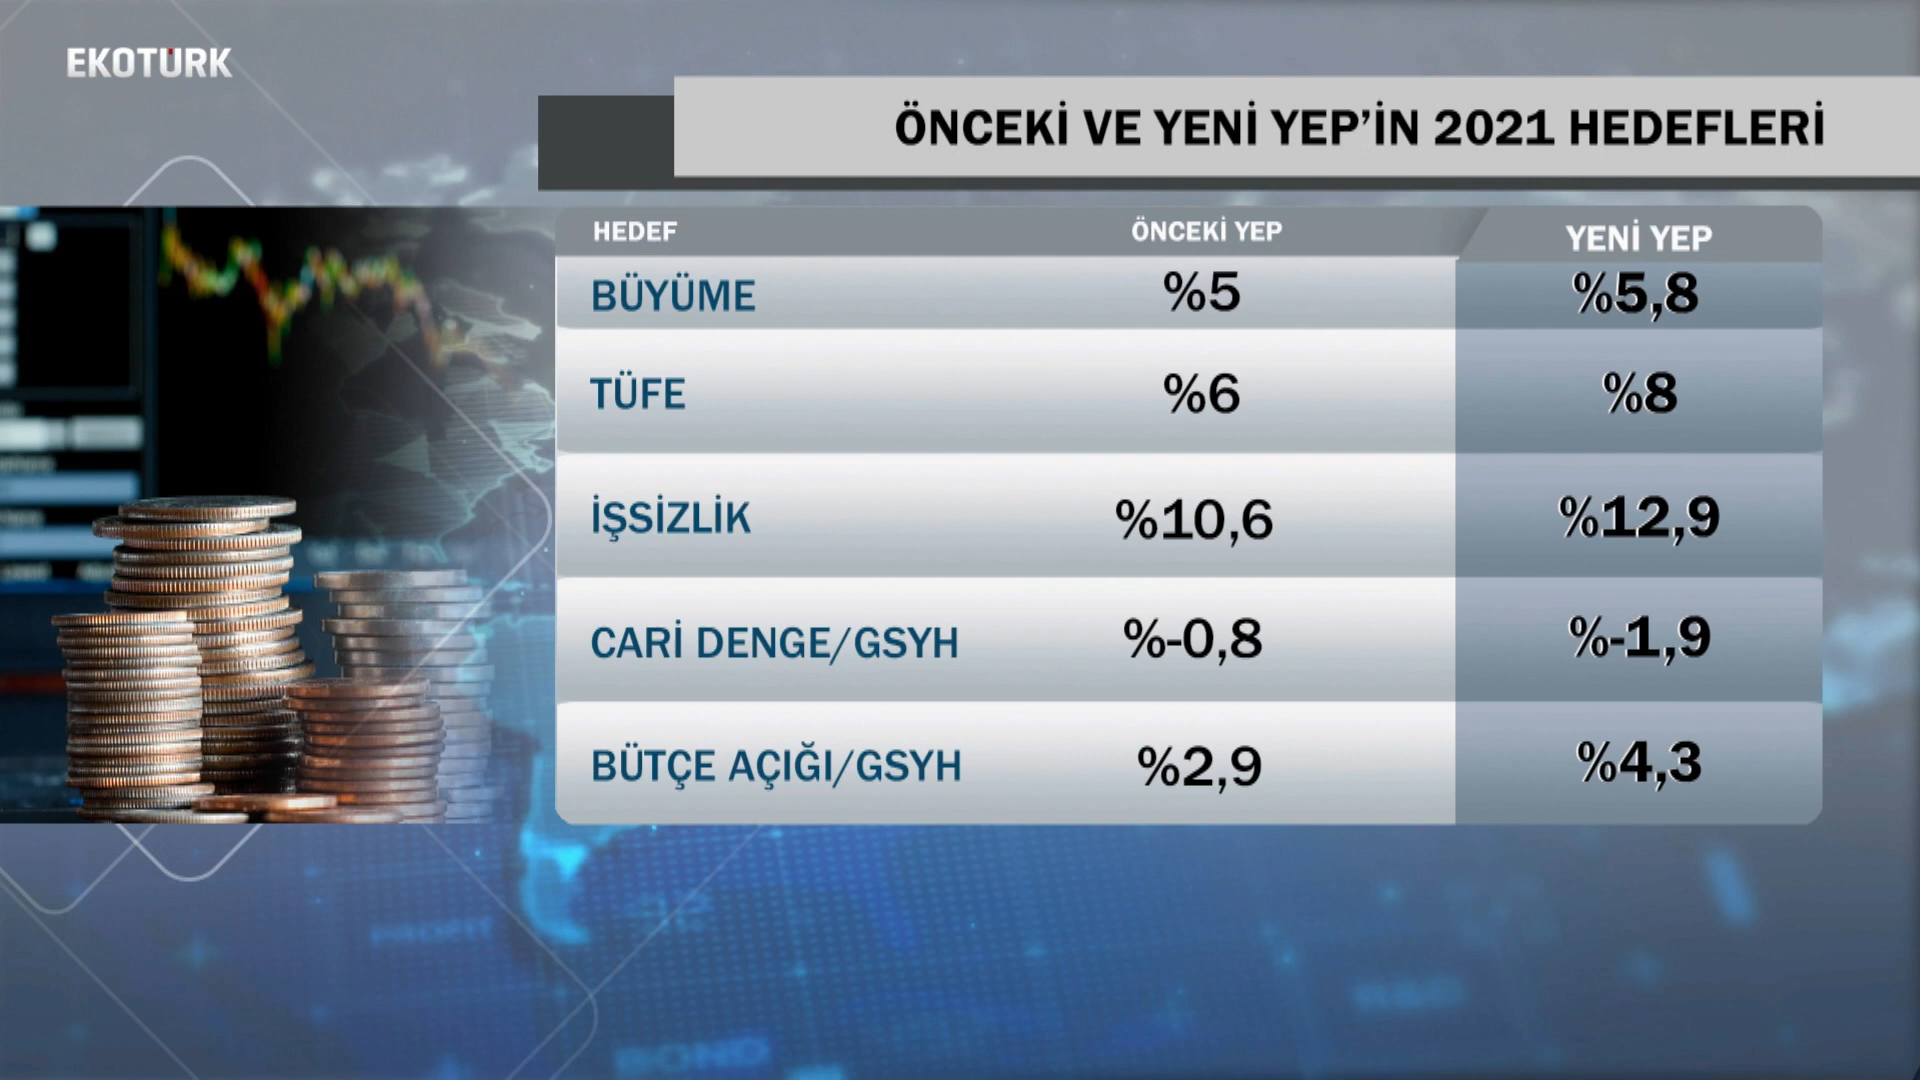 EKOTÜRK
ÖNCEKİ VE YENİ YEP'İN 2021 HEDEFLERİ
HEDEF ÖNCEKİ YEP YENİ YEP
BÜYÜME %5 %5,8
TÜFE %6 %8
İŞSİZLİK %10,6 %12,9
CARİ DENGE/GSYH %-0,8 %-1,9
BÜTÇE AÇIĞI/GSYH %2,9 %4,3
PROFIT
BOND